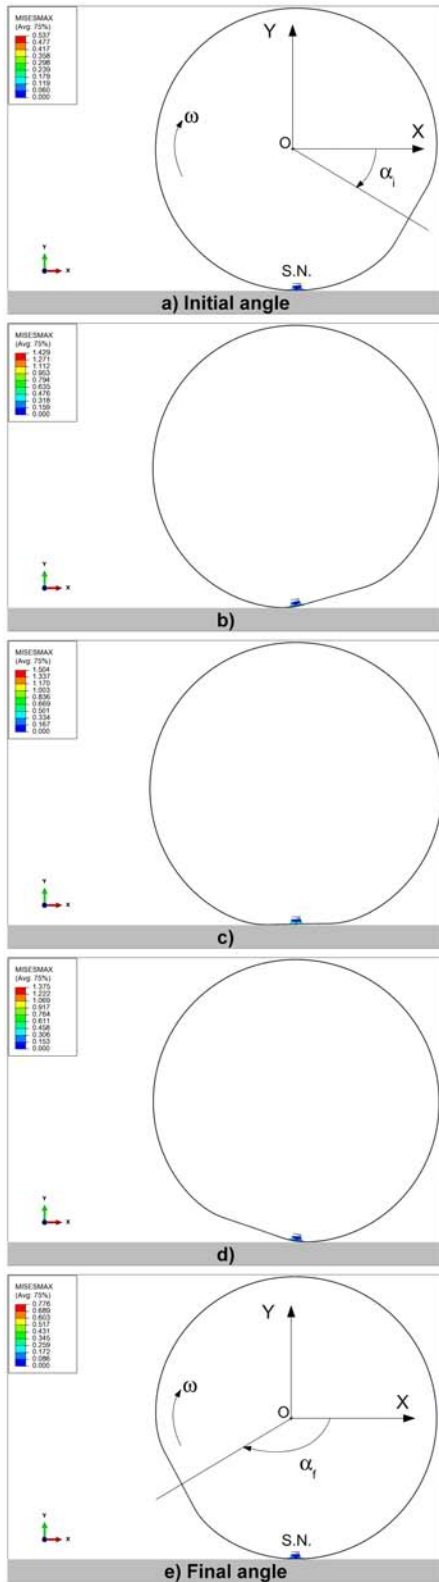 MISESMAX
(Avg: 75%)
0.537
0.477
0.417
0.358
0.298
0.239
0.179
0.119
0.060
0.000
Y
ω
O
X
αi
S.N.
Y
X
a) Initial angle
MISESMAX
(Avg: 75%)
1.429
1.271
1.112
0.953
0.794
0.635
0.476
0.318
0.159
0.000
Y
X
b)
MISESMAX
(Avg: 75%)
1.504
1.337
1.170
1.003
0.836
0.669
0.501
0.334
0.167
0.000
Y
X
c)
MISESMAX
(Avg: 75%)
1.375
1.222
1.069
0.917
0.764
0.611
0.458
0.306
0.153
0.000
Y
X
d)
MISESMAX
(Avg: 75%)
0.776
0.689
0.603
0.517
0.431
0.345
0.259
0.172
0.086
0.000
Y
ω
O
X
αf
S.N.
Y
X
e) Final angle